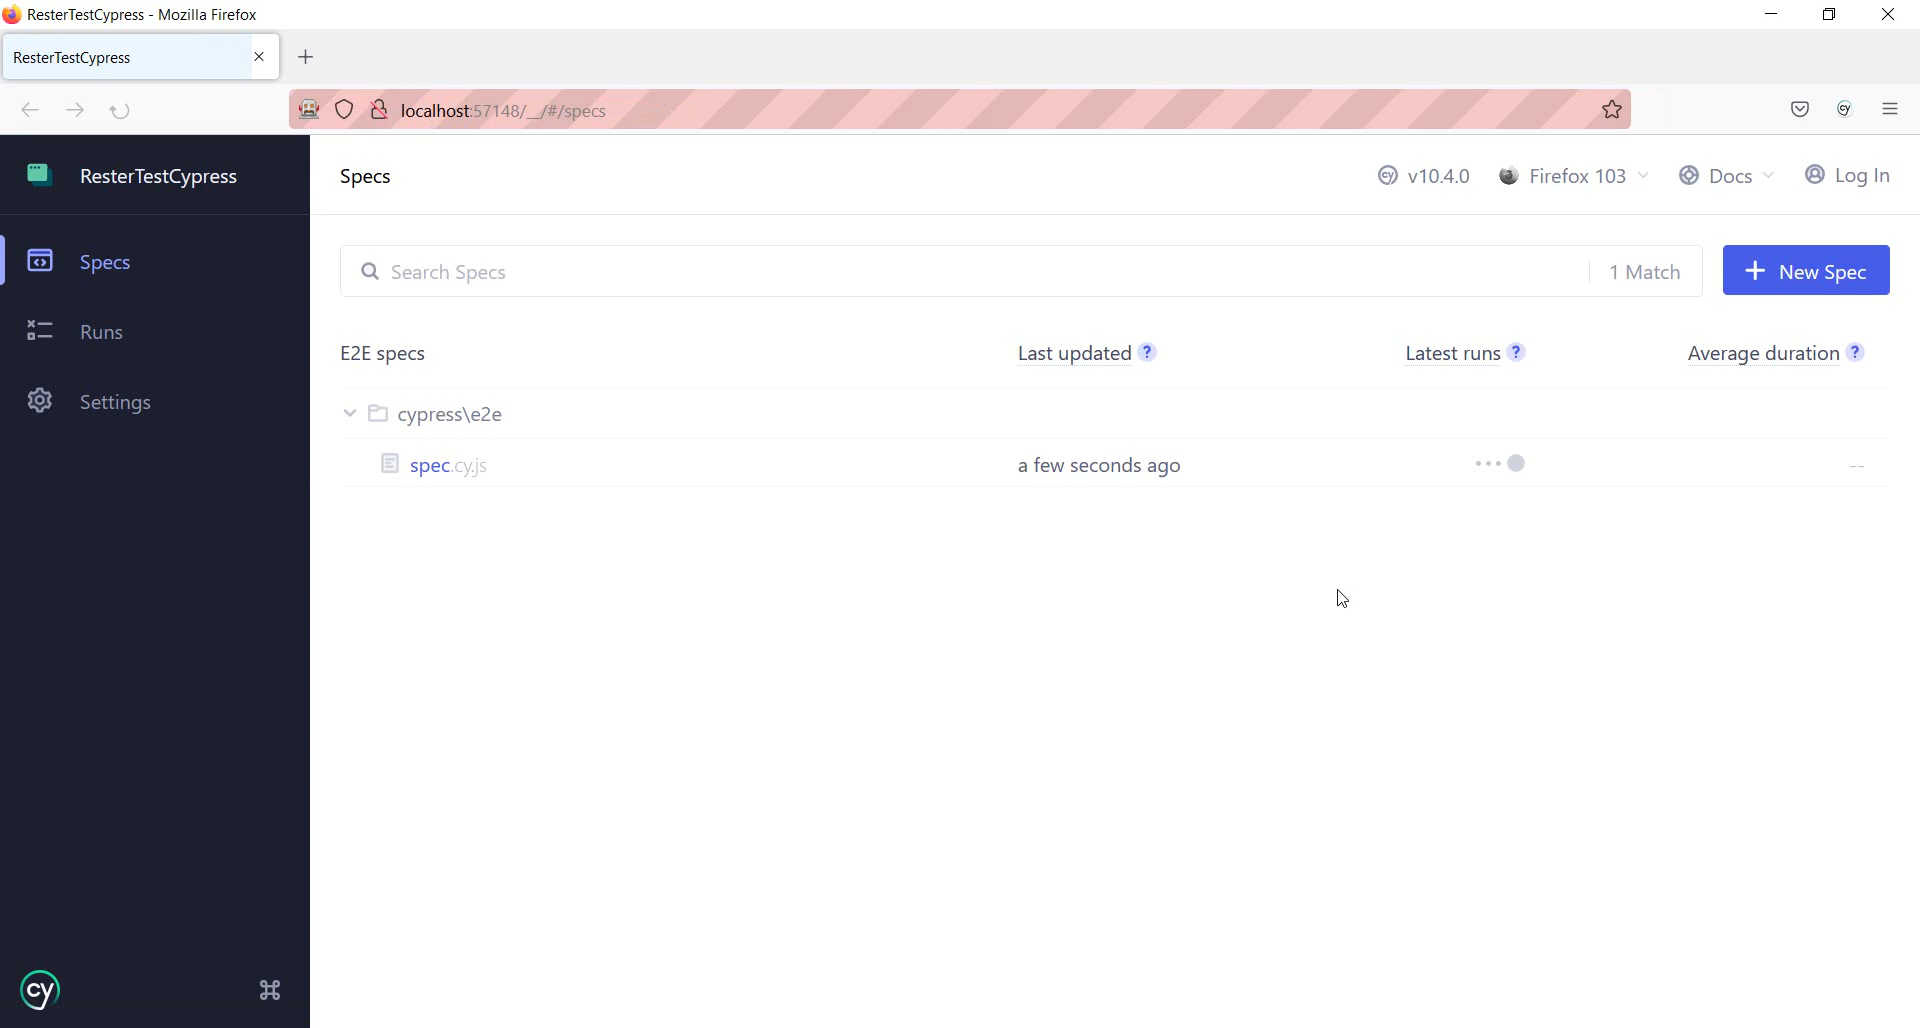 ResterTestCypress - Mozilla Firefox
ResterTestCypress
localhost:57148/__/#/specs
ResterTestCypress
Specs
v10.4.0
Firefox 103
Docs
Log In
Specs
Runs
Settings
Search Specs
1 Match
New Spec
E2E specs
Last updated ?
Latest runs ?
Average duration ?
cypress\e2e
spec.cy.js
a few seconds ago
--
cy